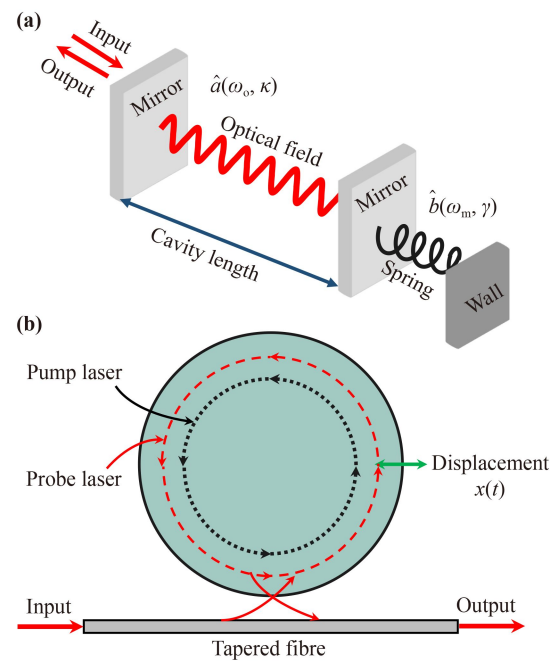 (a)
Input
Output
Mirror
â(ωₒ, κ)
Optical field
Mirror
b̂(ωₘ, γ)
Cavity length
Spring
Wall
(b)
Pump laser
Probe laser
Displacement
x(t)
Input
Output
Tapered fibre